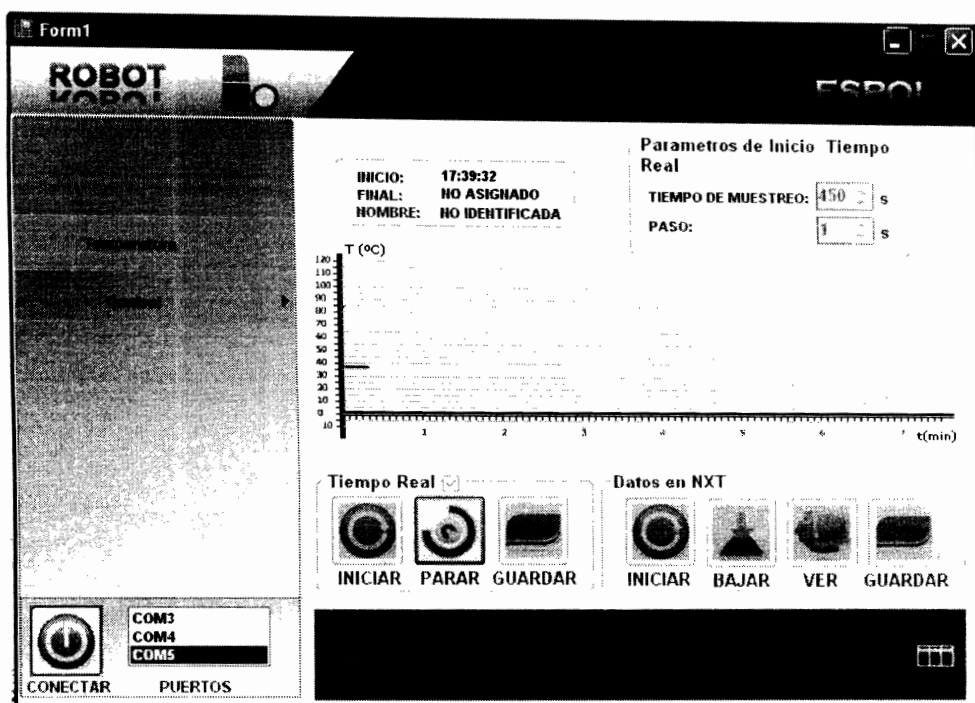 Form1
ROBOT
ESPOL
INICIO: 17:39:32
FINAL: NO ASIGNADO
NOMBRE: NO IDENTIFICADA
Parametros de Inicio Tiempo
Real
TIEMPO DE MUESTREO: 450 s
PASO: 1 s
T (ºC)
120
110
100
90
80
70
60
50
40
30
20
10
0
10
1 2 3 4 5 6 7 t(min)
Tiempo Real
INICIAR PARAR GUARDAR
Datos en NXT
INICIAR BAJAR VER GUARDAR
COM3
COM4
COM5
CONECTAR PUERTOS